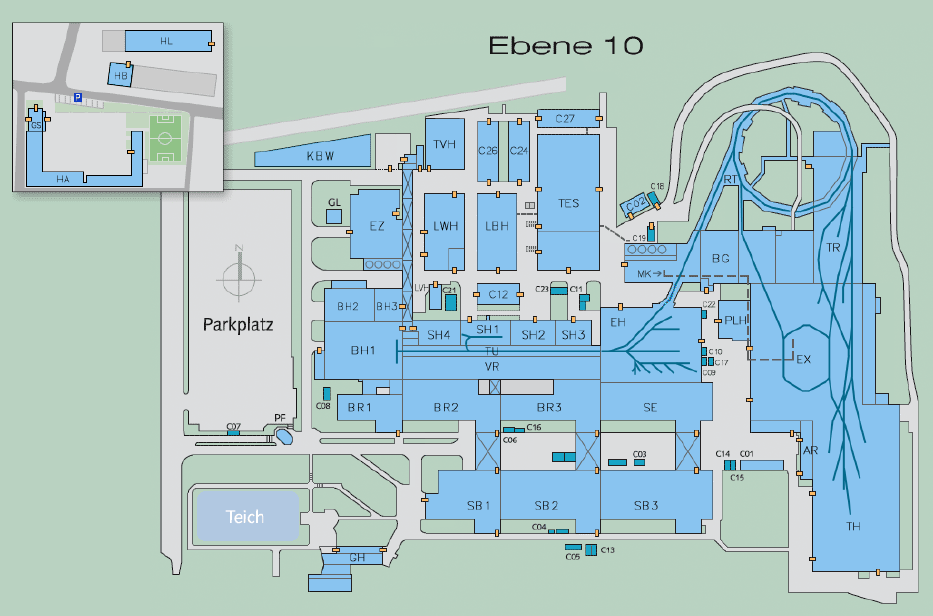 Ebene 10
HL
HB
P
GS
HA
KBW
TVH
C26
C24
C27
GL
EZ
LWH
LBH
TES
C02
C18
C19
RT
BG
TR
MK→
N
Parkplatz
LVH
C21
C12
C23
C11
C22
PLH
BH2
BH3
SH4
SH1
SH2
SH3
EH
BH1
TU
VR
C10
C17
C09
EX
C08
BR1
BR2
BR3
SE
PF
C07
C06
C16
C03
C14
C01
C15
AR
Teich
SB1
SB2
SB3
C04
C05
C13
TH
GH